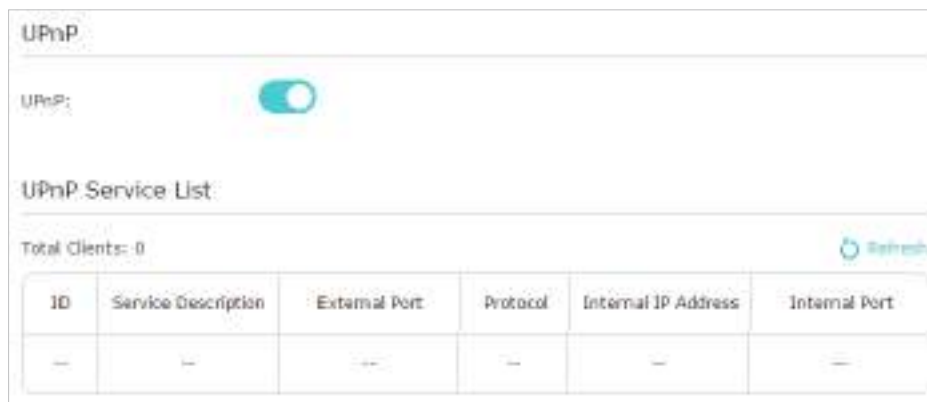 UPnP
UPnP:
UPnP Service List
Total Clients: 0
Refresh
ID Service Description External Port Protocol Internal IP Address Internal Port
-- -- -- -- -- --